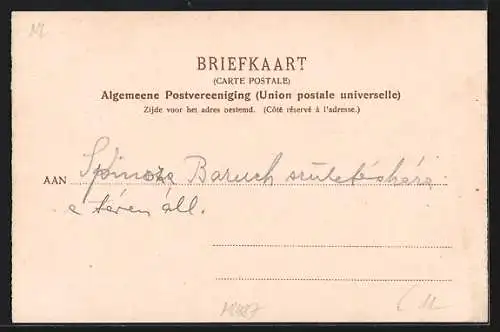 BRIEFKAART
(CARTE POSTALE)
Algemeene Postvereeniging (Union postale universelle)
Zijde voor het adres bestemd. (Côté réservé à l'adresse.)
AAN Spinoza Baruch születésháza
e téren áll.